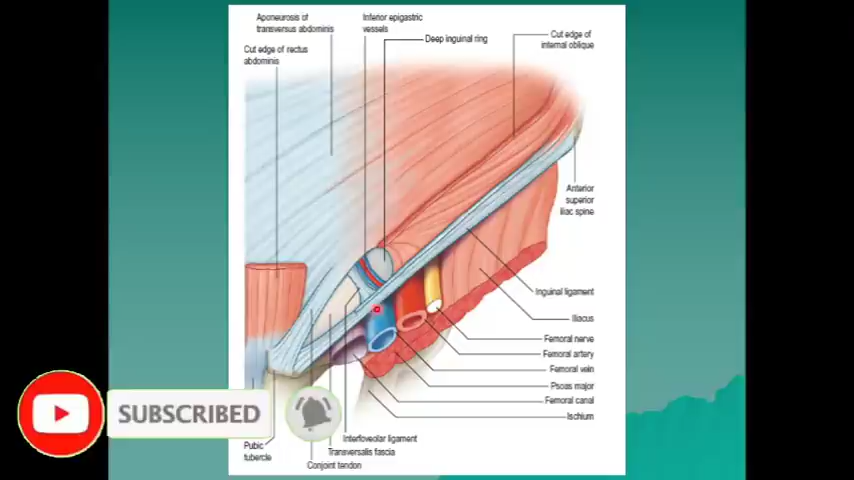 Aponeurosis of
transversus abdominis
Inferior epigastric
vessels
Deep inguinal ring
Cut edge of
internal oblique
Cut edge of rectus
abdominis
Anterior
superior
iliac spine
Inguinal ligament
Iliacus
Femoral nerve
Femoral artery
Femoral vein
Psoas major
Femoral canal
Ischium
SUBSCRIBED
Pubic
tubercle
Interfoveolar ligament
Transversalis fascia
Conjoint tendon